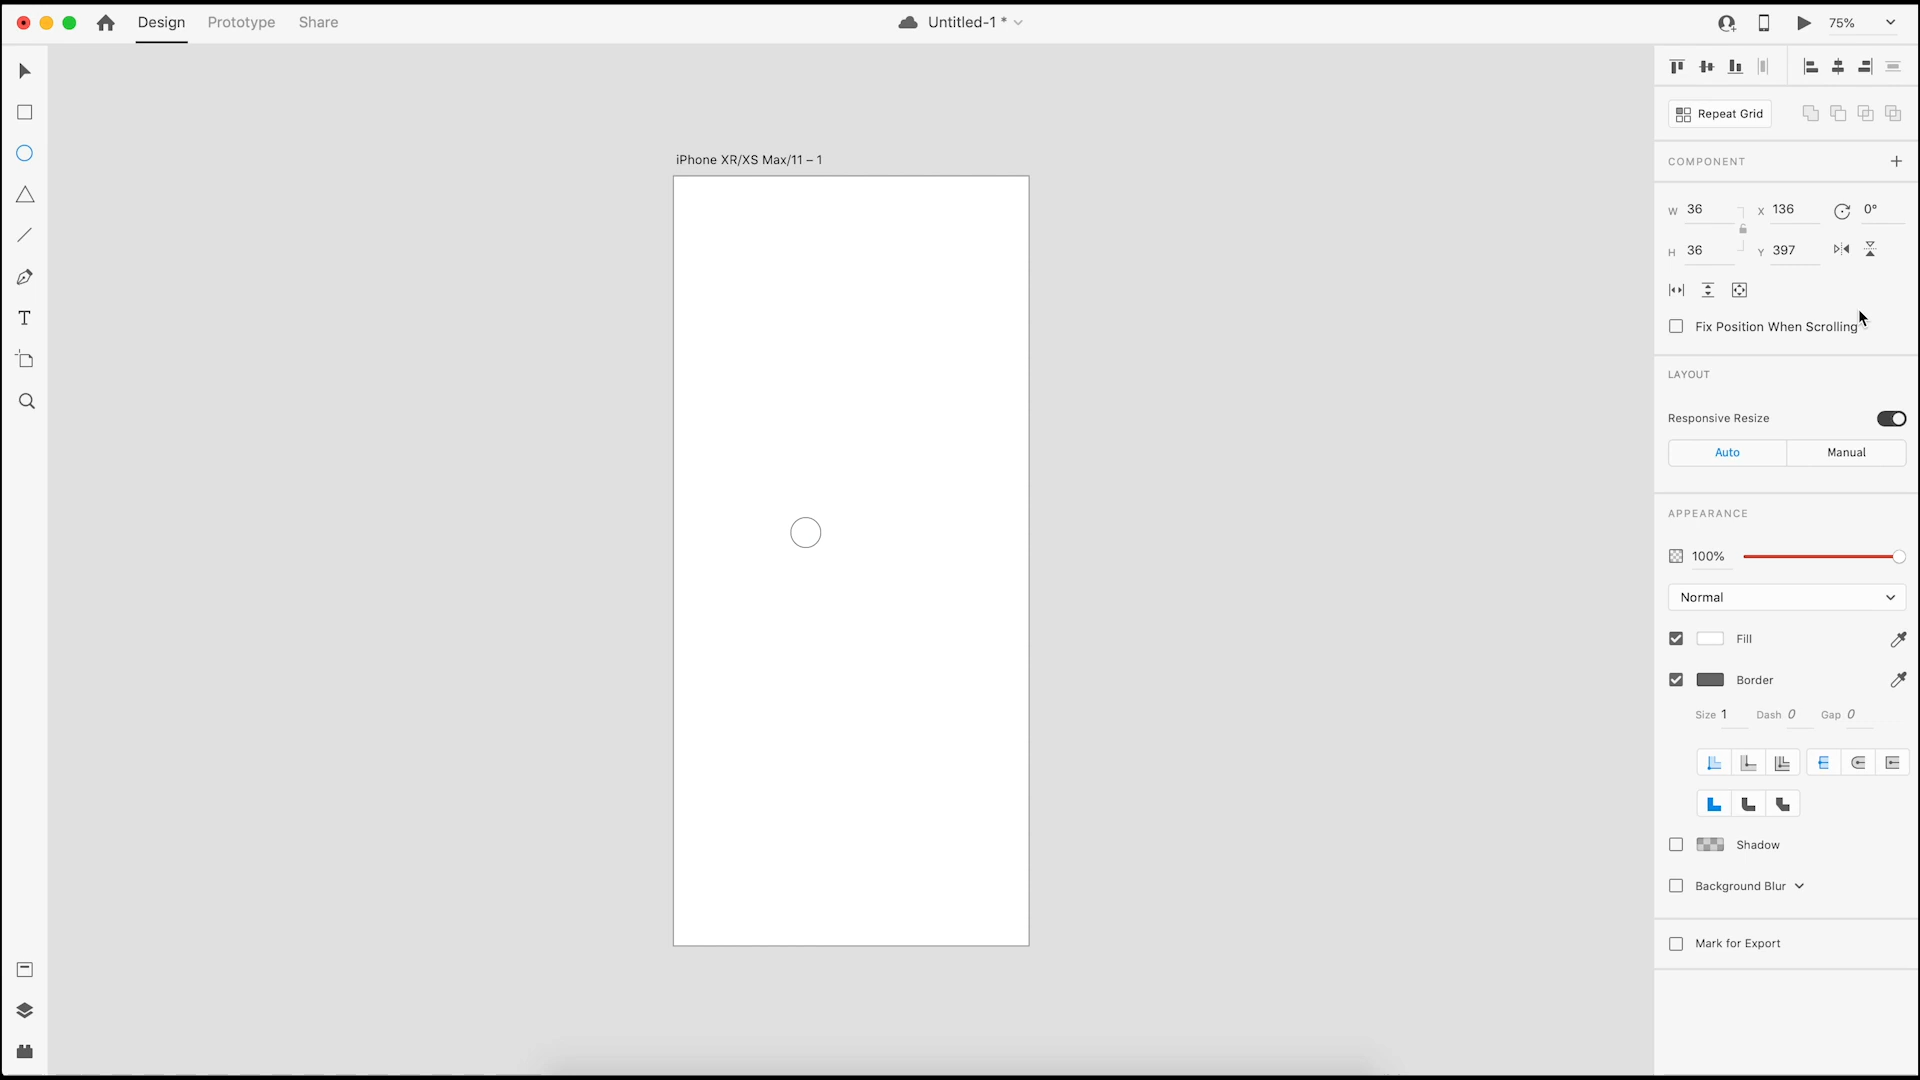 Design Prototype Share Untitled-1 * 75%
Repeat Grid
iPhone XR/XS Max/11 – 1
COMPONENT
W 36 X 136 0°
H 36 Y 397
Fix Position When Scrolling
LAYOUT
Responsive Resize
Auto Manual
APPEARANCE
100%
Normal
Fill
Border
Size 1 Dash 0 Gap 0
Shadow
Background Blur
Mark for Export